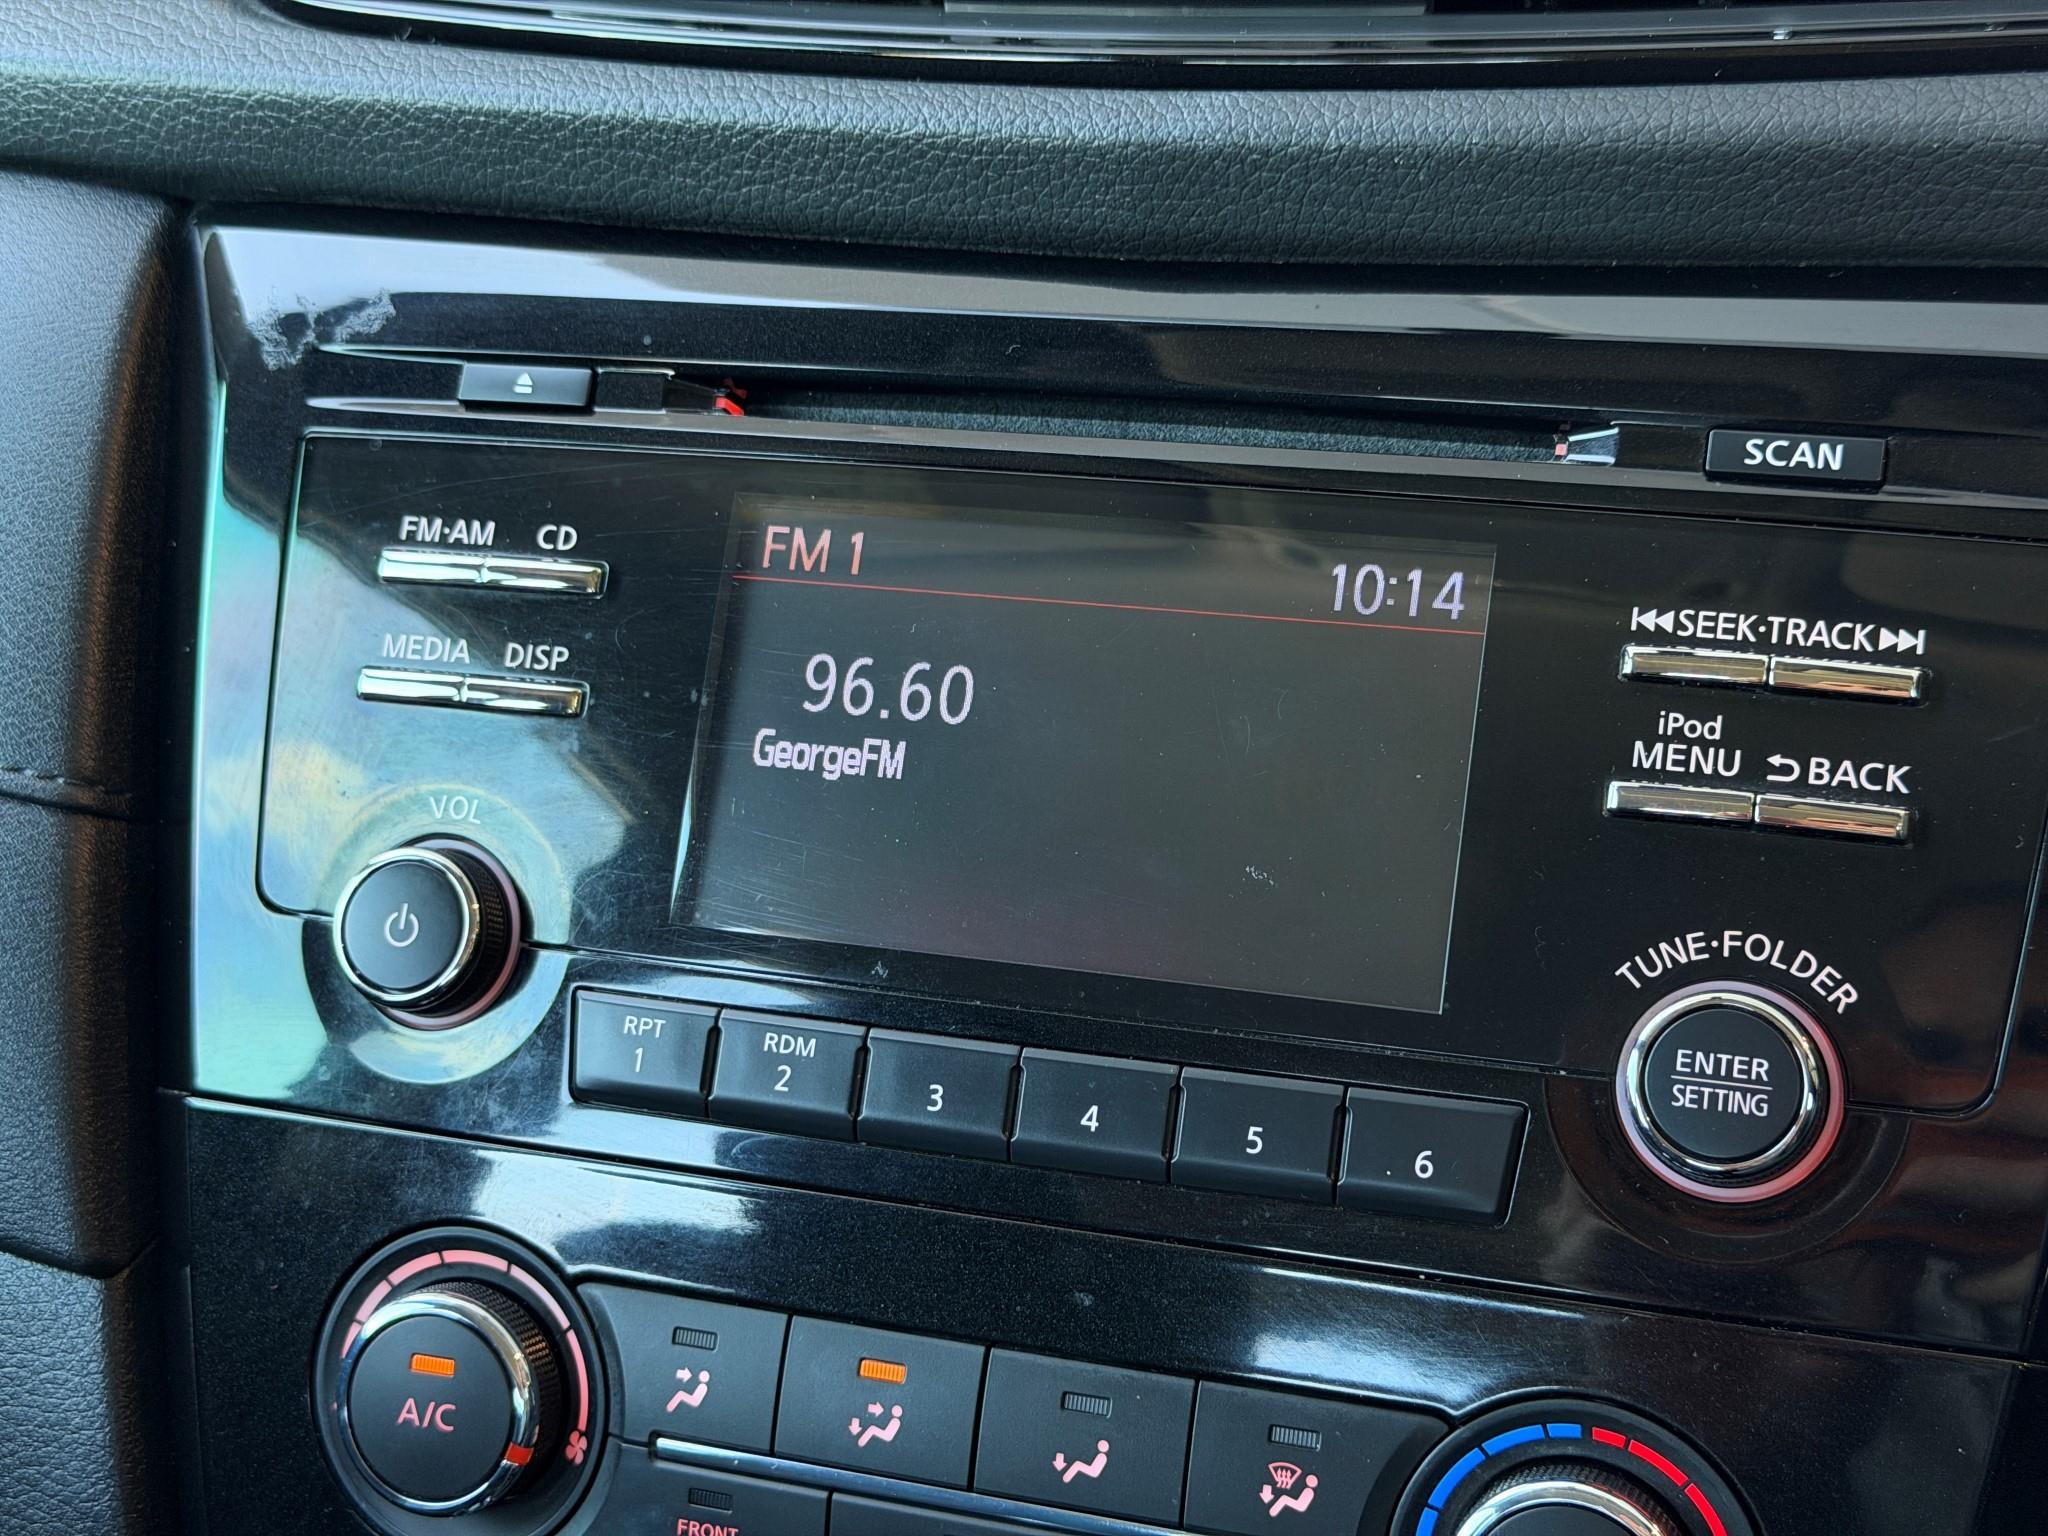 SCAN
FM·AM CD
FM 1
10:14
SEEK·TRACK
MEDIA DISP
96.60
iPod
MENU BACK
GeorgeFM
VOL
TUNE·FOLDER
ENTER
SETTING
RPT
1
RDM
2
3
4
5
6
A/C
FRONT